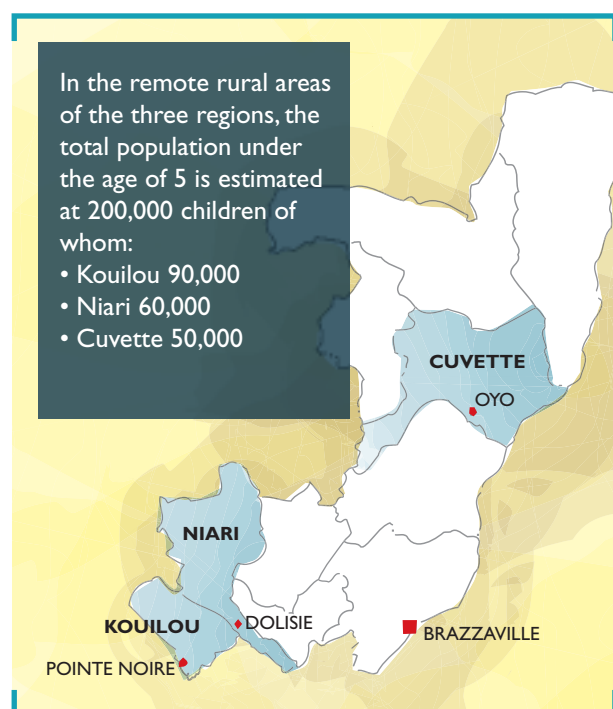 In the remote rural areas
of the three regions, the
total population under
the age of 5 is estimated
at 200,000 children of
whom:
• Kouilou 90,000
• Niari 60,000
• Cuvette 50,000
CUVETTE
OYO
NIARI
KOUILOU
DOLISIE
BRAZZAVILLE
POINTE NOIRE